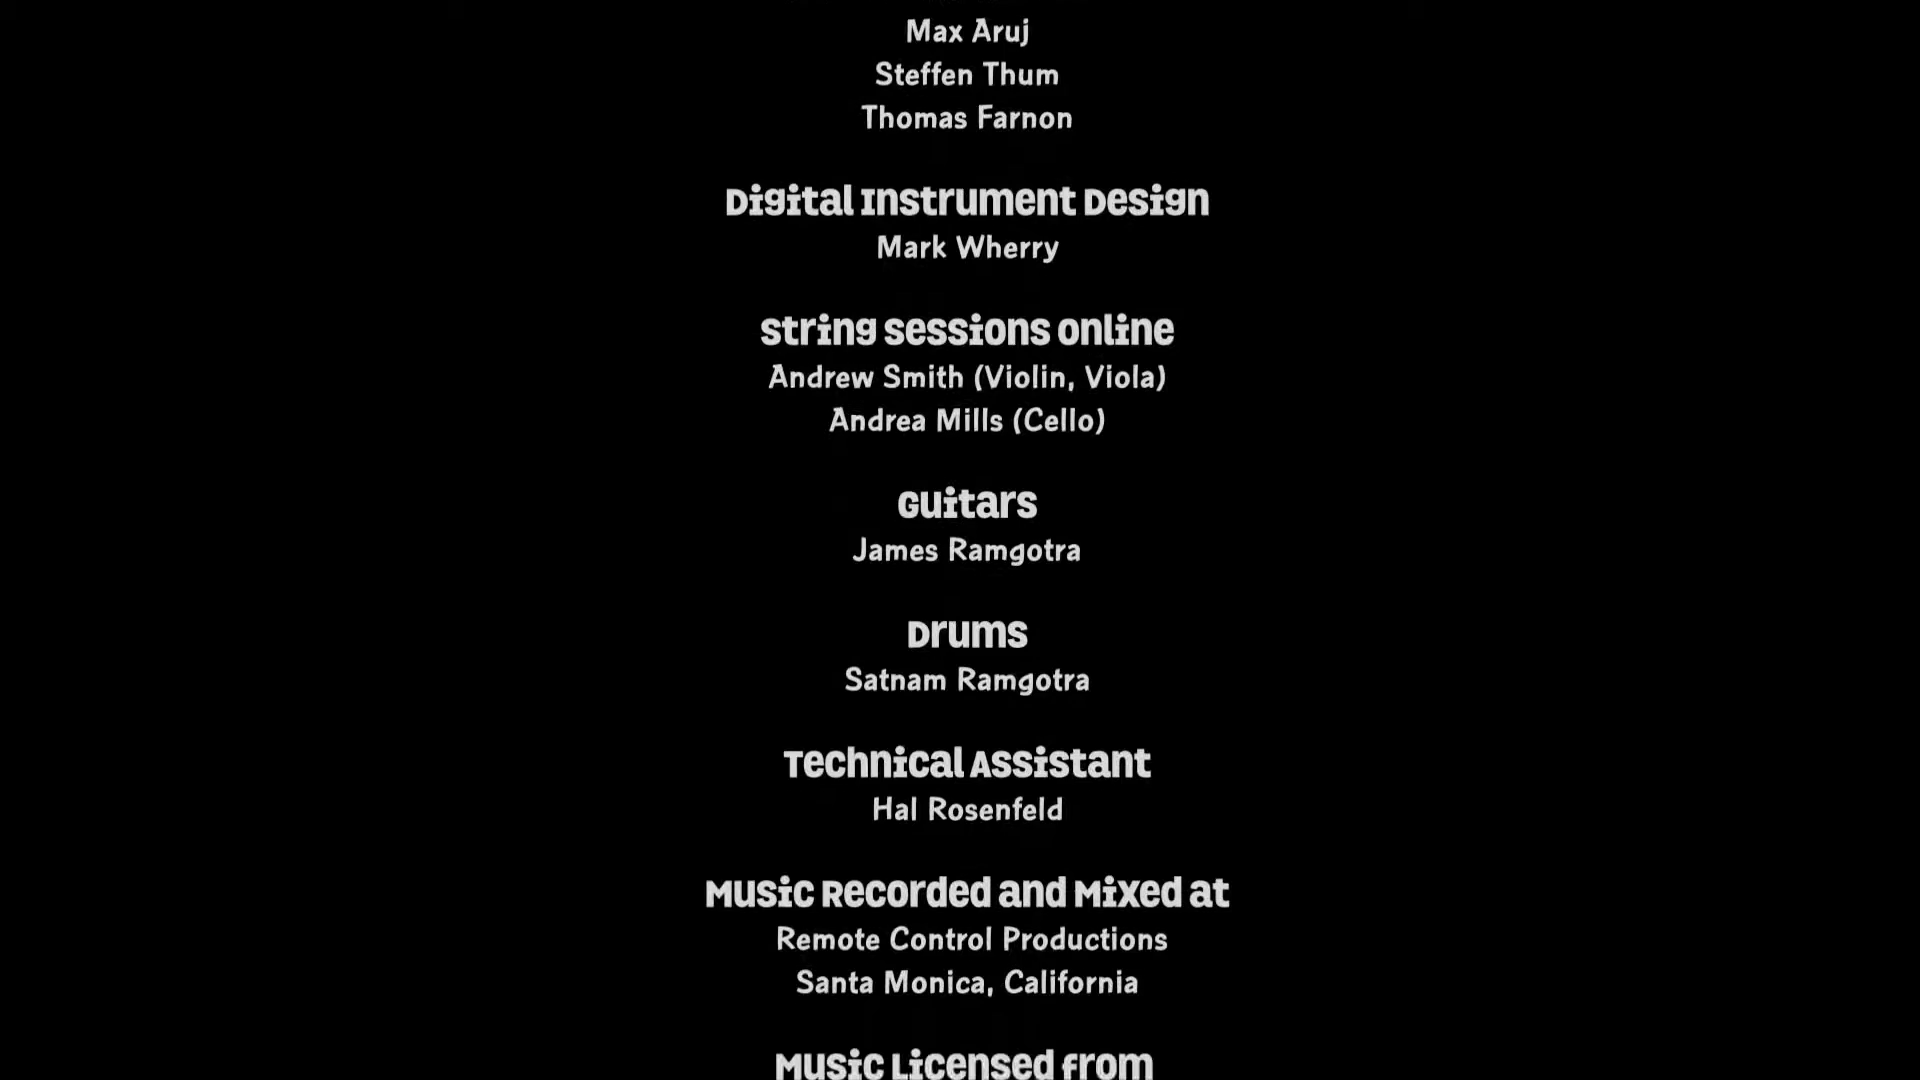 Max Aruj
Steffen Thum
Thomas Farnon
Digital Instrument Design
Mark Wherry
String Sessions Online
Andrew Smith (Violin, Viola)
Andrea Mills (Cello)
Guitars
James Ramgotra
Drums
Satnam Ramgotra
Technical Assistant
Hal Rosenfeld
Music Recorded and Mixed at
Remote Control Productions
Santa Monica, California
Music Licensed from